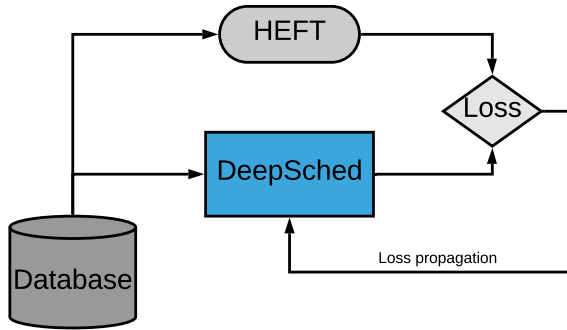 HEFT
Loss
DeepSched
Loss propagation
Database